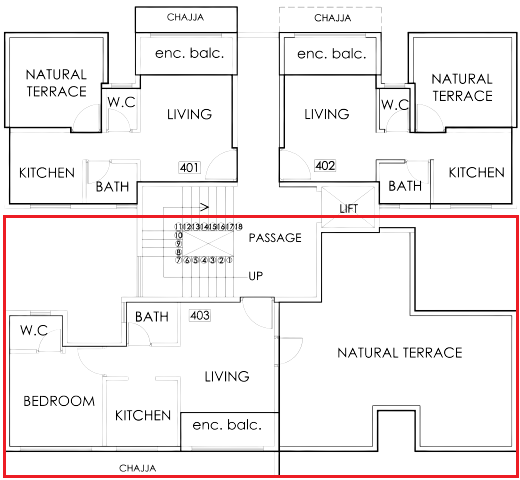 CHAJJA
CHAJJA
enc. balc.
enc. balc.
NATURAL
TERRACE
W.C
LIVING
LIVING
W.C
NATURAL
TERRACE
KITCHEN
BATH
401
402
BATH
KITCHEN
LIFT
11 12 13 14 15 16 17 18
10
9
8
7 6 5 4 3 2 1
PASSAGE
UP
W.C
BATH
403
NATURAL TERRACE
LIVING
BEDROOM
KITCHEN
enc. balc.
CHAJJA